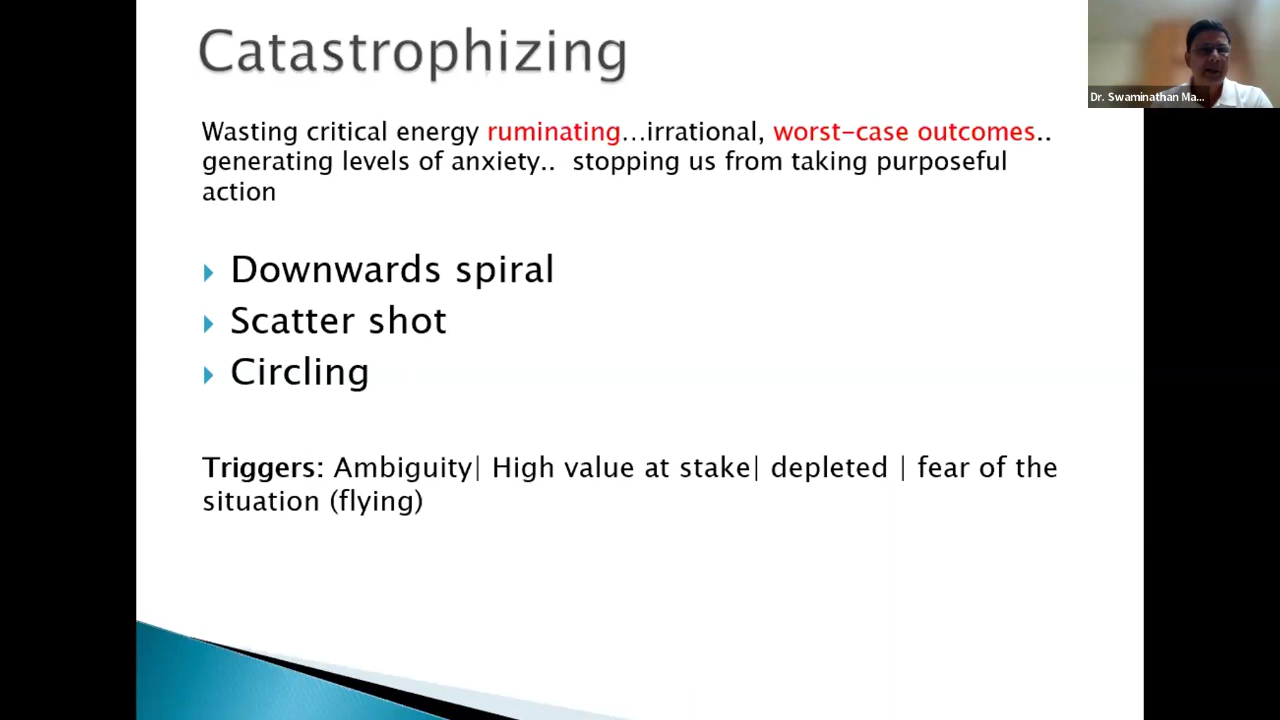 Catastrophizing
Dr. Swaminathan Ma...
Wasting critical energy ruminating...irrational, worst-case outcomes..
generating levels of anxiety.. stopping us from taking purposeful
action
Downwards spiral
Scatter shot
Circling
Triggers: Ambiguity| High value at stake| depleted | fear of the
situation (flying)